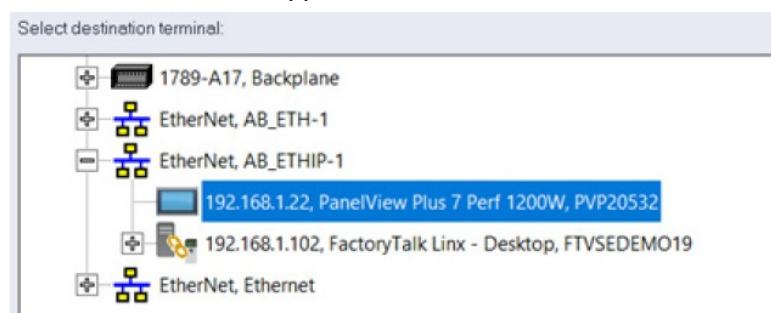 Select destination terminal:
1789-A17, Backplane
EtherNet, AB_ETH-1
EtherNet, AB_ETHIP-1
192.168.1.22, PanelView Plus 7 Perf 1200W, PVP20532
192.168.1.102, FactoryTalk Linx - Desktop, FTVSEDEMO19
EtherNet, Ethernet